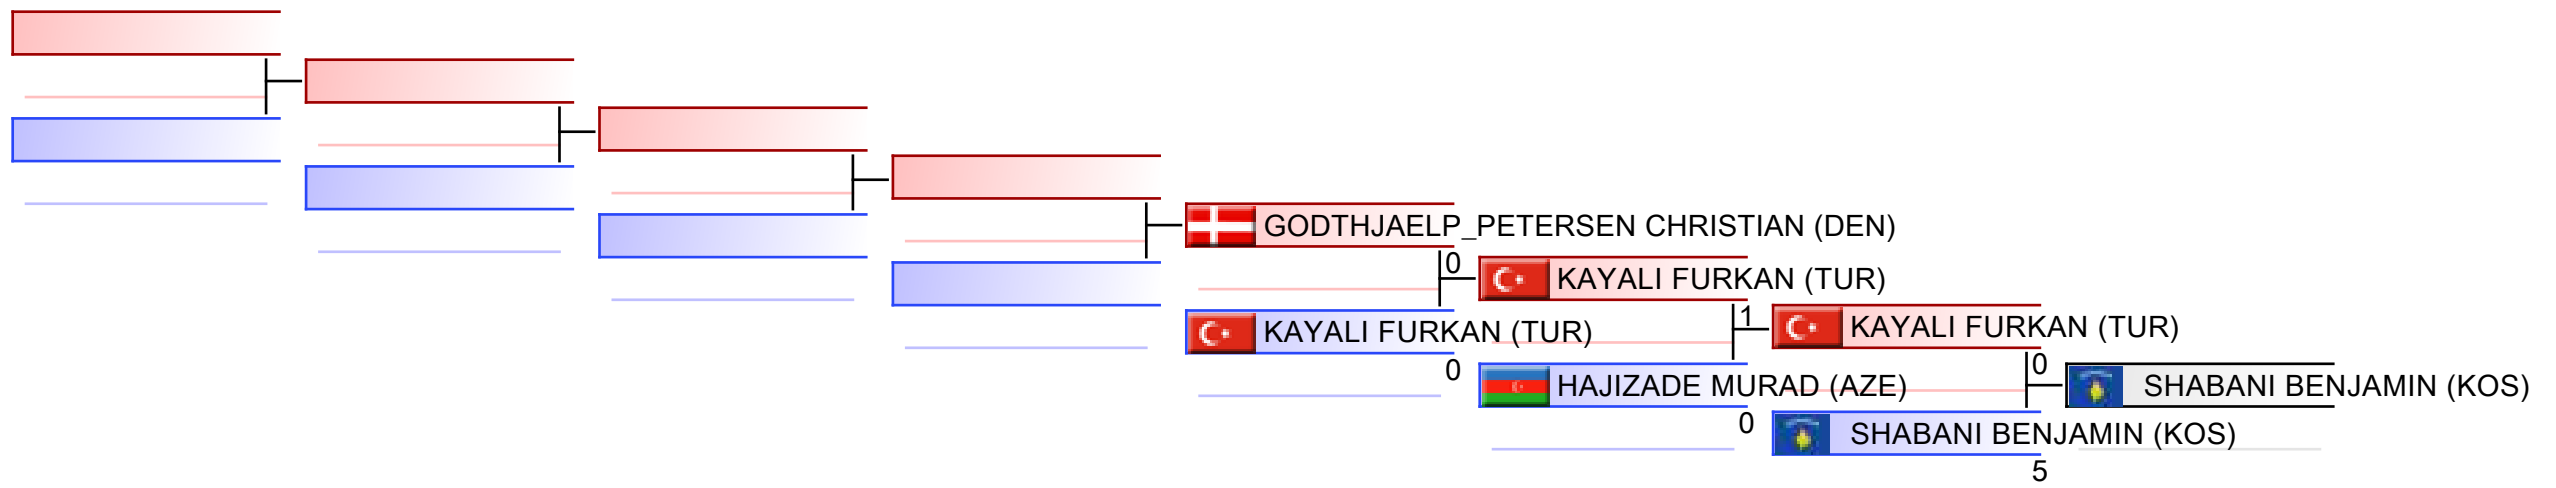 GODTHJAELP_PETERSEN CHRISTIAN (DEN)
0
KAYALI FURKAN (TUR)
KAYALI FURKAN (TUR)
0
1
KAYALI FURKAN (TUR)
HAJIZADE MURAD (AZE)
0
0
SHABANI BENJAMIN (KOS)
SHABANI BENJAMIN (KOS)
5